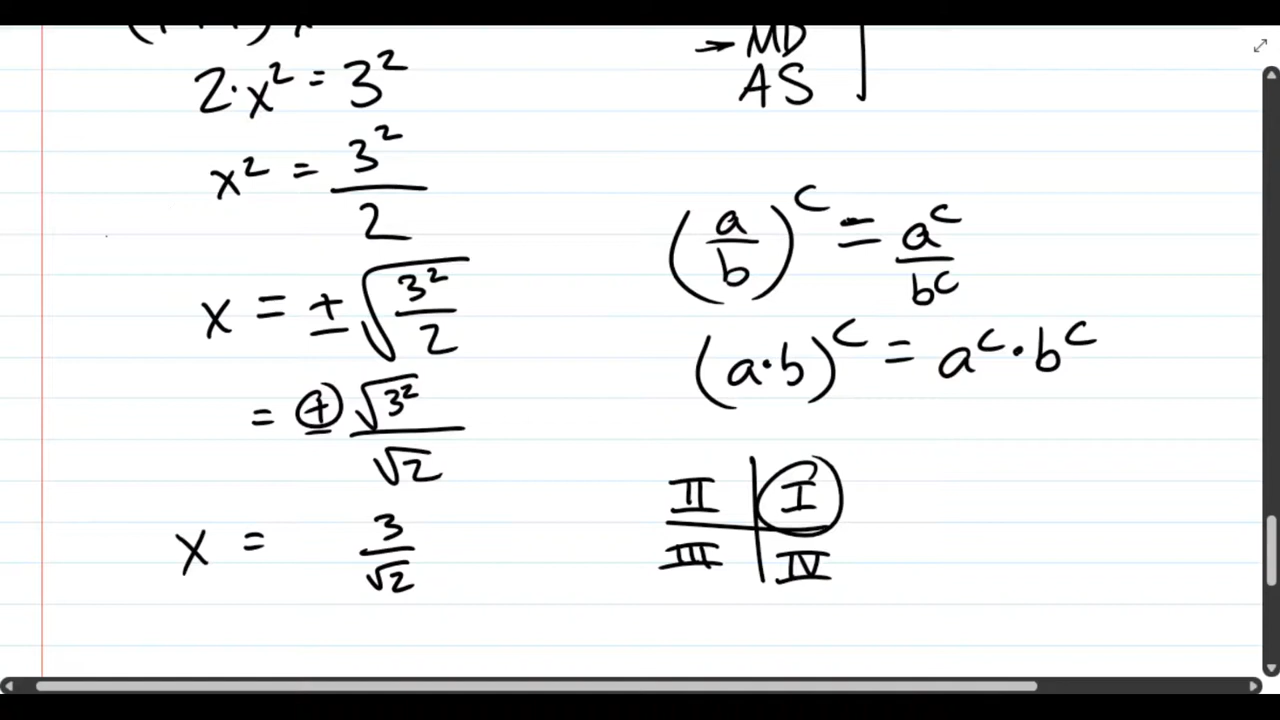 2·x² = 3²
x² = 3²/2
x = ±√(3²/2)
= ± √3²/√2
x = 3/√2
→ MD
AS
(a/b)^c = a^c/b^c
(a·b)^c = a^c·b^c
II I
III IV